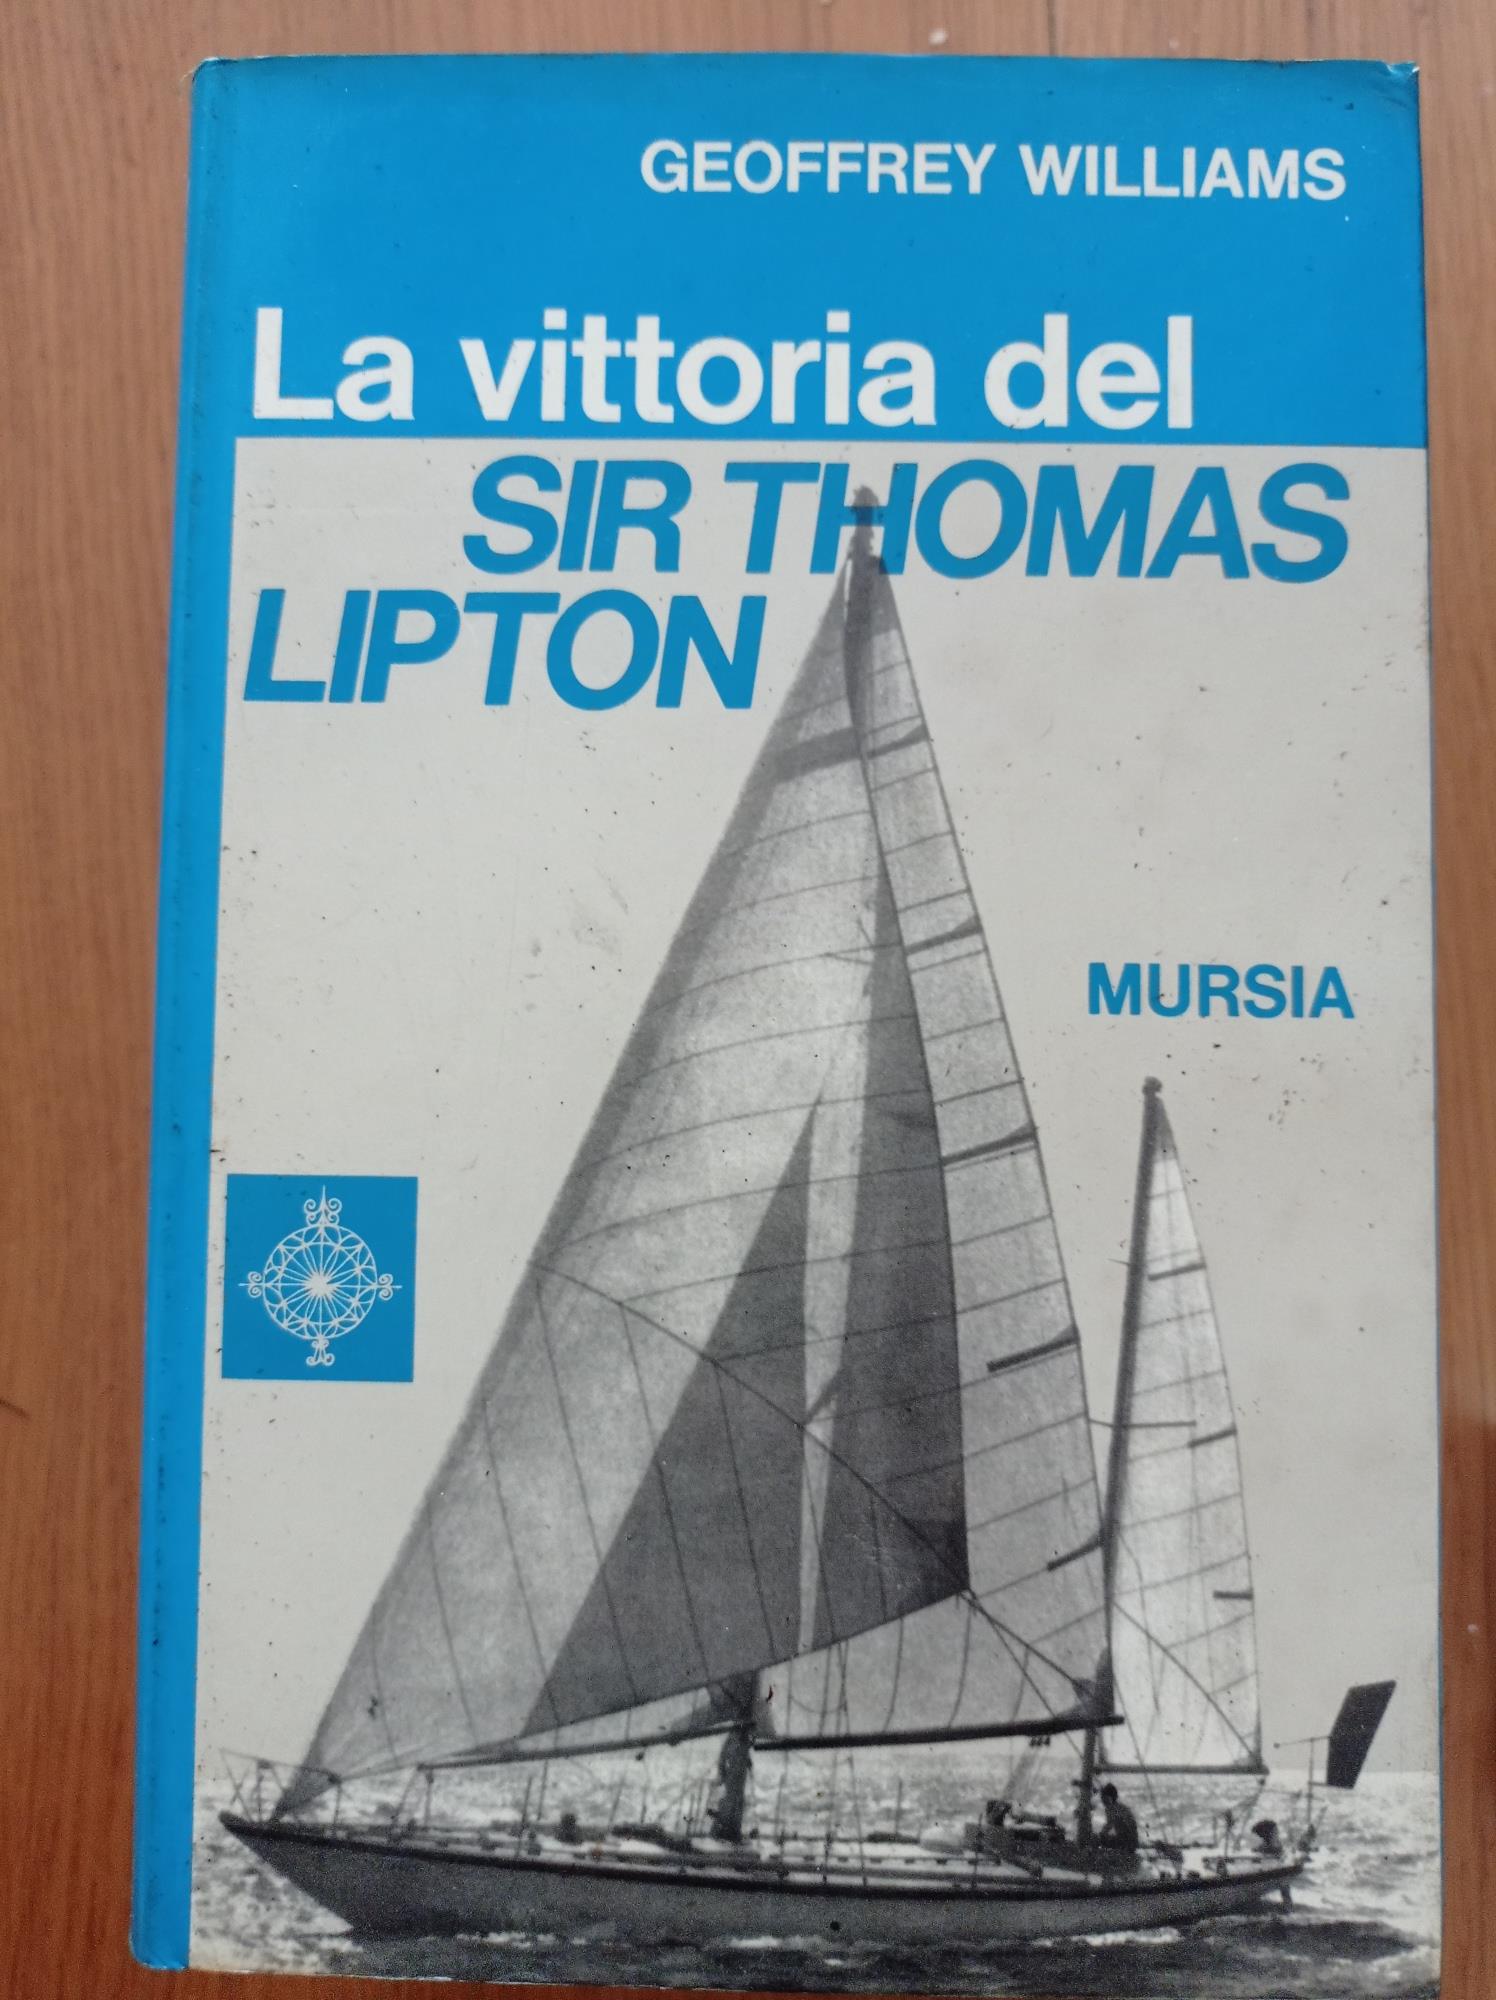 GEOFFREY WILLIAMS
La vittoria del
SIR THOMAS
LIPTON
MURSIA